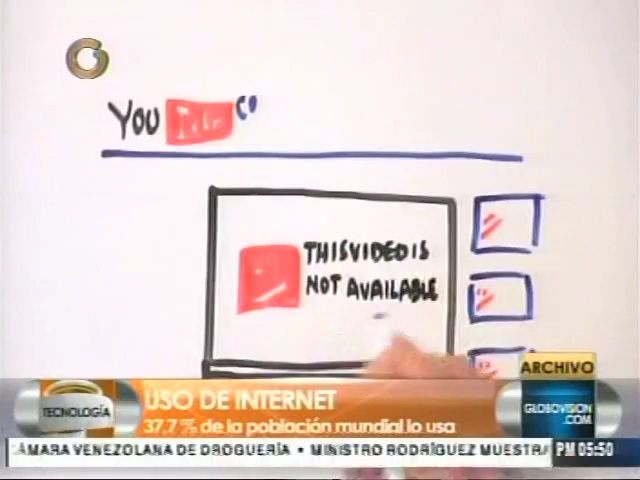 YOU
THIS VIDEO IS
NOT AVAILABLE
ARCHIVO
TECNOLOGÍA
USO DE INTERNET
37,7 % de la población mundial lo usa
GLOBOVISION
.COM
CÁMARA VENEZOLANA DE DROGUERÍA • MINISTRO RODRÍGUEZ MUESTRA
PM 05:50